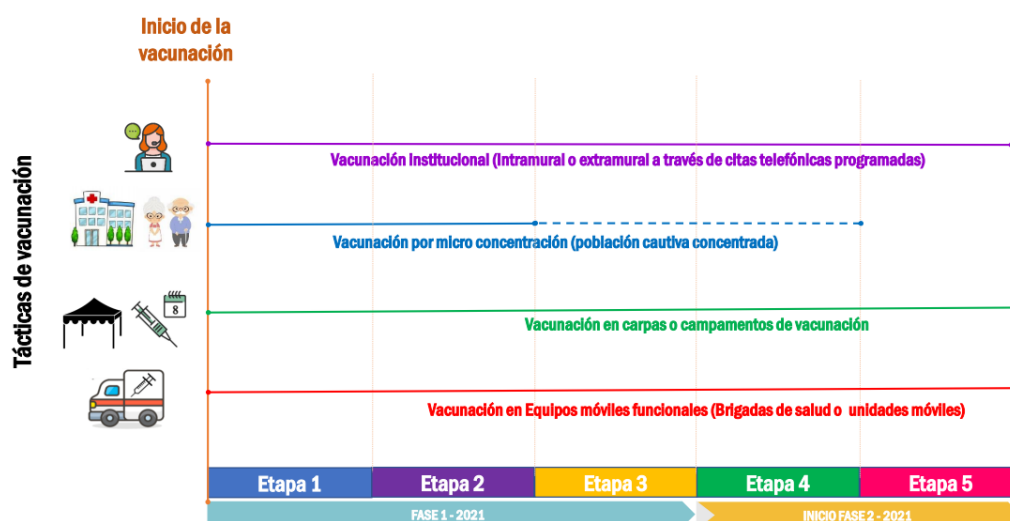 Inicio de la
vacunación
Tácticas de vacunación
Vacunación Institucional (Intramural o extramural a través de citas telefónicas programadas)
Vacunación por micro concentración (población cautiva concentrada)
8
Vacunación en carpas o campamentos de vacunación
Vacunación en Equipos móviles funcionales (Brigadas de salud o unidades móviles)
Etapa 1 Etapa 2 Etapa 3 Etapa 4 Etapa 5
FASE 1 - 2021 INICIO FASE 2 - 2021